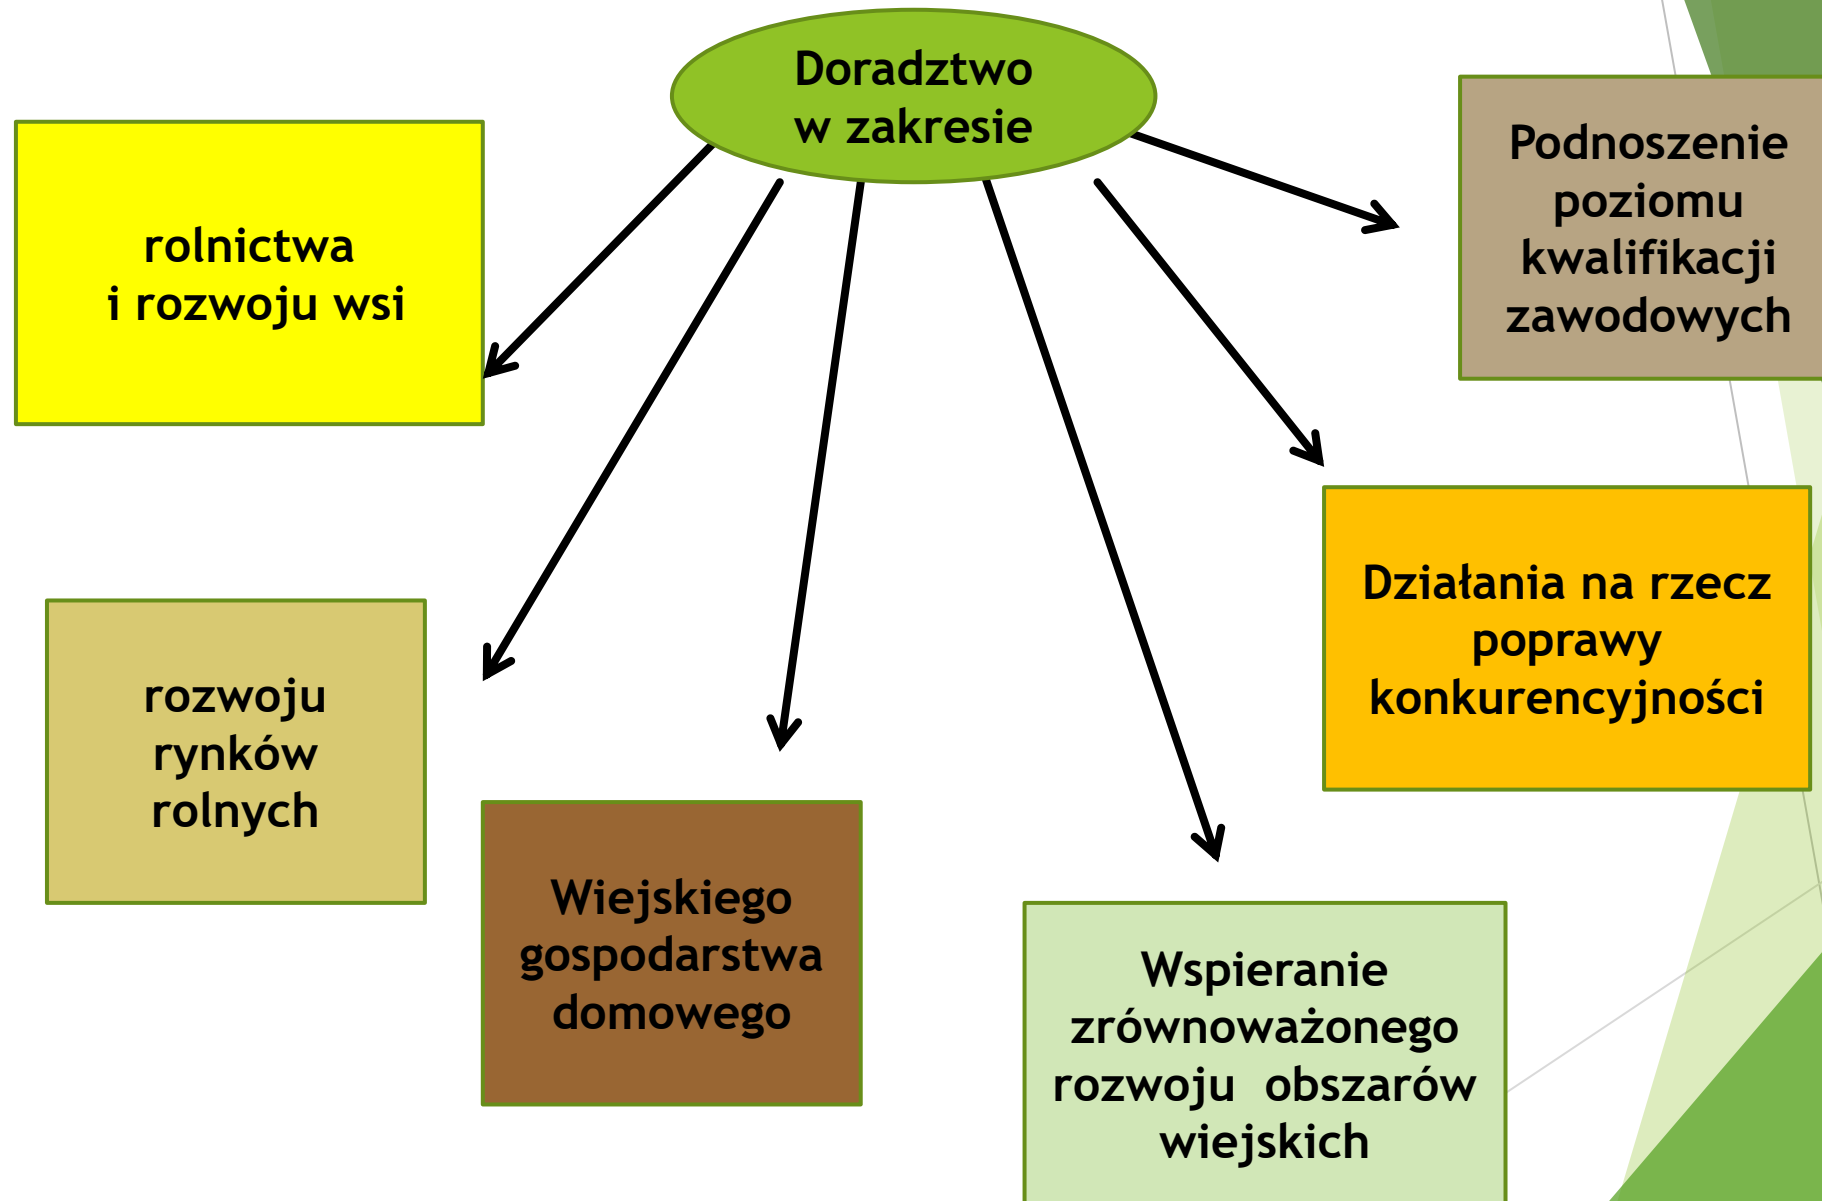 Doradztwo
w zakresie
rolnictwa
i rozwoju wsi
rozwoju
rynków
rolnych
Wiejskiego
gospodarstwa
domowego
Wspieranie
zrównoważonego
rozwoju obszarów
wiejskich
Działania na rzecz
poprawy
konkurencyjności
Podnoszenie
poziomu
kwalifikacji
zawodowych